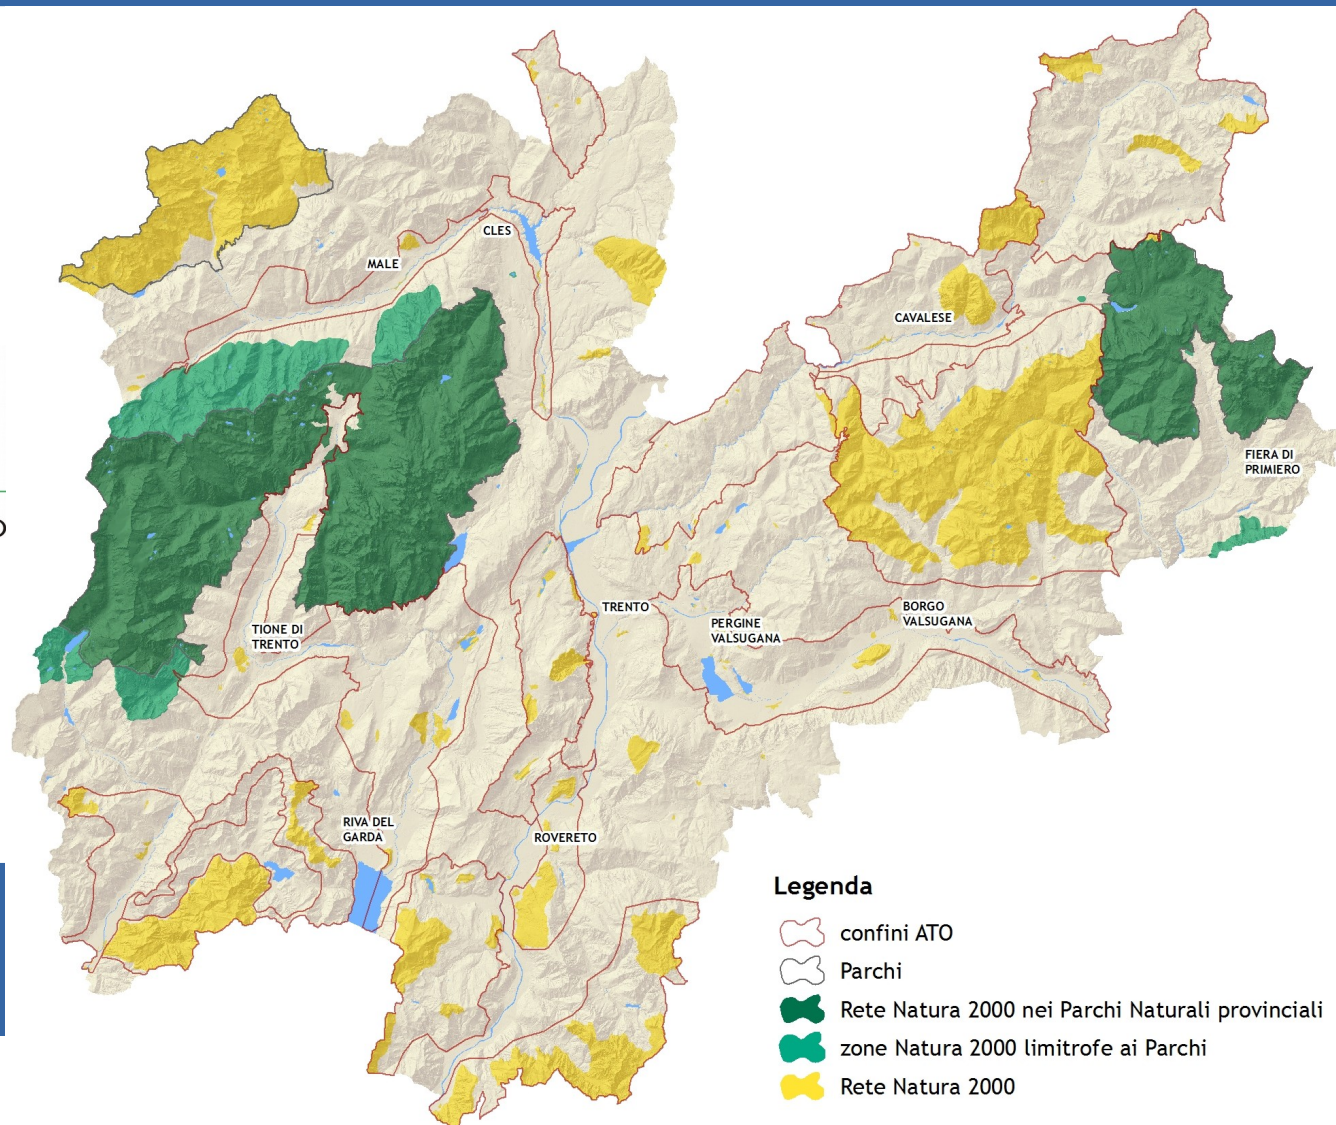 CLES
MALE
CAVALESE
FIERA DI
PRIMIERO
TRENTO
BORGO
VALSUGANA
PERGINE
VALSUGANA
TIONE DI
TRENTO
RIVA DEL
GARDA
ROVERETO
Legenda
confini ATO
Parchi
Rete Natura 2000 nei Parchi Naturali provinciali
zone Natura 2000 limitrofe ai Parchi
Rete Natura 2000